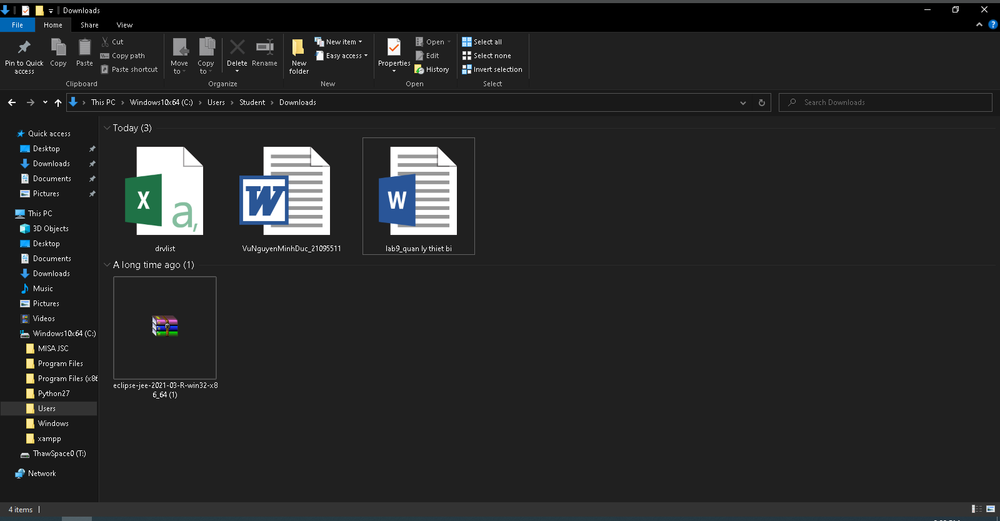 Downloads
File Home Share View
Pin to Quick access
Copy
Paste
Cut
Copy path
Paste shortcut
Clipboard
Move to
Copy to
Delete
Rename
Organize
New folder
New item
Easy access
New
Properties
Open
Edit
History
Open
Select all
Select none
Invert selection
Select
This PC Windows10x64 (C:) Users Student Downloads
Search Downloads
Quick access
Desktop
Downloads
Documents
Pictures
This PC
3D Objects
Desktop
Documents
Downloads
Music
Pictures
Videos
Windows10x64 (C:)
MISA JSC
Program Files
Program Files (x86
Python27
Users
Windows
xampp
ThawSpace0 (T:)
Network
Today (3)
X a,
W
W
drvlist
VuNguyenMinhDuc_21095511
lab9_quan ly thiet bi
A long time ago (1)
eclipse-jee-2021-03-R-win32-x8
6_64 (1)
4 items